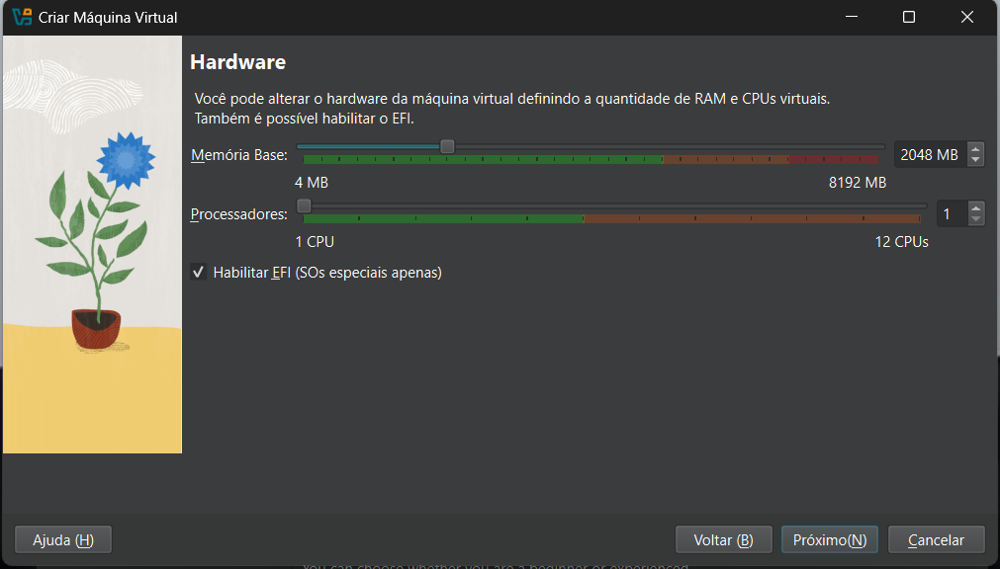 Criar Máquina Virtual
Hardware
Você pode alterar o hardware da máquina virtual definindo a quantidade de RAM e CPUs virtuais.
Também é possível habilitar o EFI.
Memória Base:
2048 MB
4 MB
8192 MB
Processadores:
1
1 CPU
12 CPUs
Habilitar EFI (SOs especiais apenas)
Ajuda (H)
Voltar (B)
Próximo(N)
Cancelar
You can choose whether you are a beginner or experienced